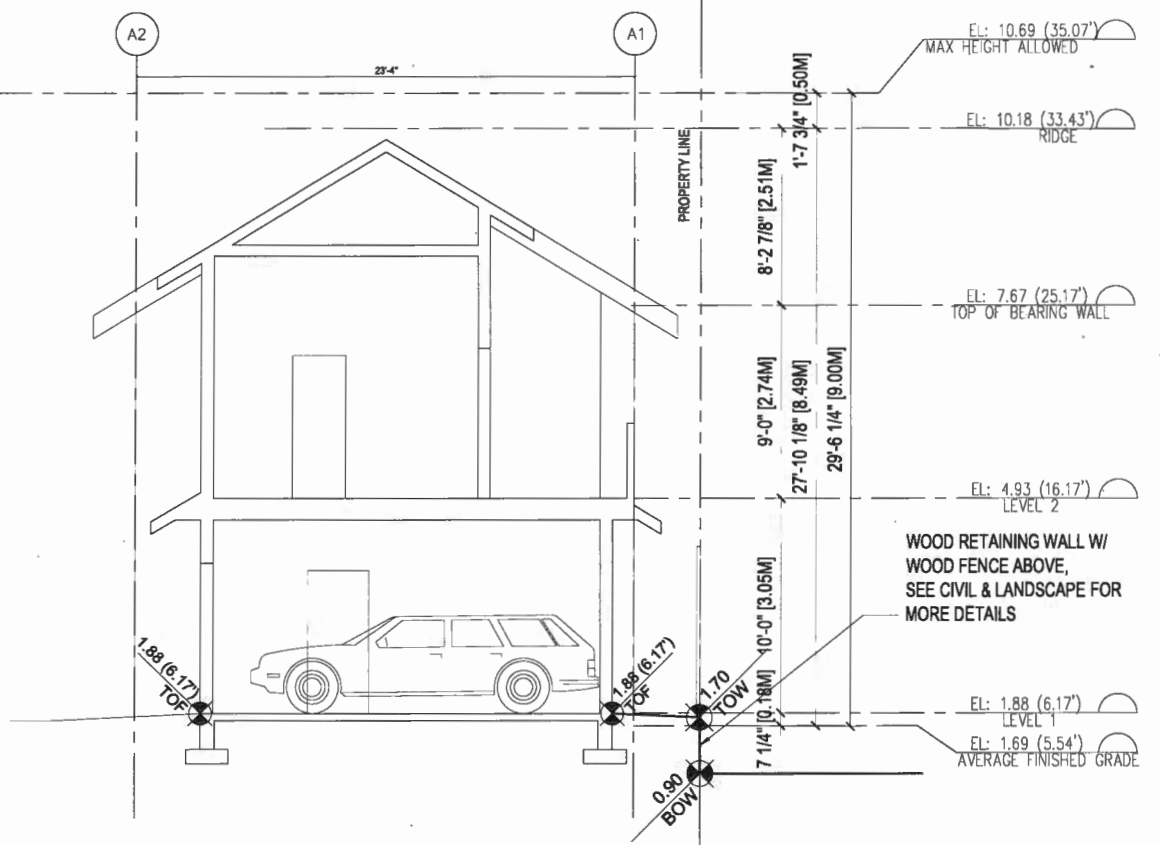 A2
A1
23'-4"
EL: 10.69 (35.07')
MAX HEIGHT ALLOWED
1'-7 3/4" [0.50M]
EL: 10.18 (33.43')
RIDGE
PROPERTY LINE
8'-2 7/8" [2.51M]
EL: 7.67 (25.17')
TOP OF BEARING WALL
9'-0" [2.74M]
27'-10 1/8" [8.49M]
29'-6 1/4" [9.00M]
EL: 4.93 (16.17')
LEVEL 2
WOOD RETAINING WALL W/
WOOD FENCE ABOVE,
SEE CIVIL & LANDSCAPE FOR
MORE DETAILS
10'-0" [3.05M]
1.88 (6.17')
TOF
1.88 (6.17')
TOF
1.70
TOW
7 1/4" [0.18M]
EL: 1.88 (6.17')
LEVEL 1
EL: 1.69 (5.54')
AVERAGE FINISHED GRADE
0.90
BOW